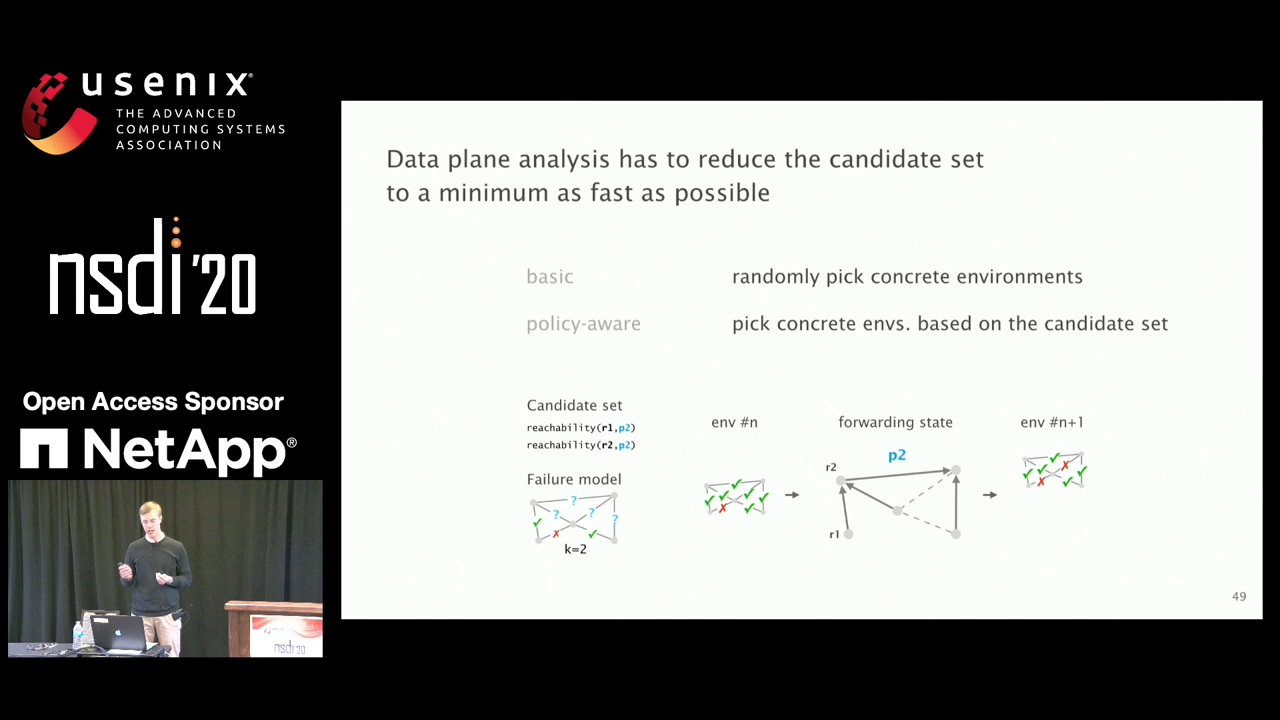 usenix®
THE ADVANCED
COMPUTING SYSTEMS
ASSOCIATION
nsdi '20
Open Access Sponsor
NetApp®
Data plane analysis has to reduce the candidate set
to a minimum as fast as possible
basic randomly pick concrete environments
policy-aware pick concrete envs. based on the candidate set
Candidate set
reachability(r1,p2)
reachability(r2,p2)
Failure model
? ? ? ?
k=2
env #n
forwarding state
p2
r2
r1
env #n+1
49
nsdi '20